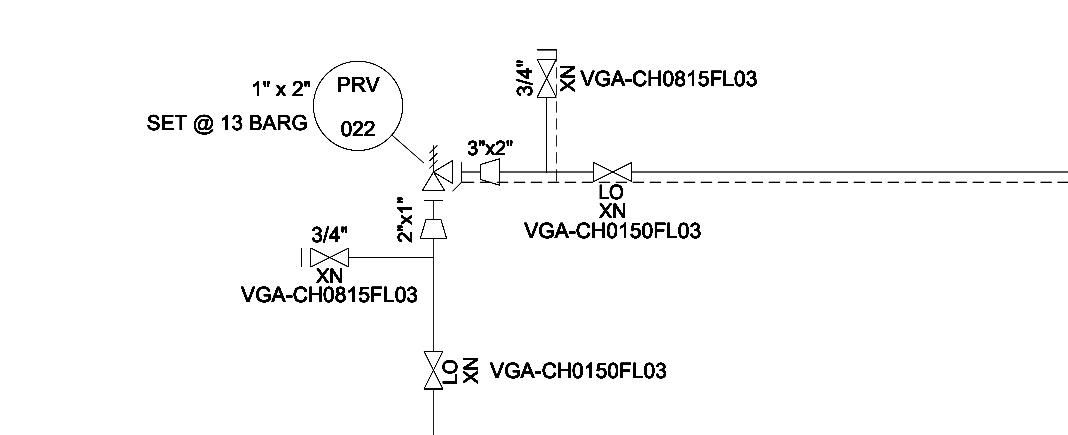 3/4"
XN
VGA-CH0815FL03
1" x 2"
SET @ 13 BARG
PRV
022
3"x2"
LO
XN
VGA-CH0150FL03
2"x1"
3/4"
XN
VGA-CH0815FL03
LO
XN
VGA-CH0150FL03